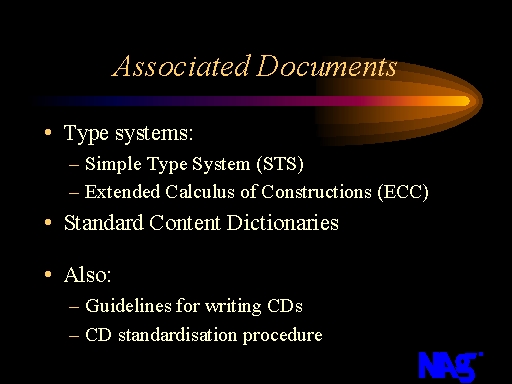 Associated Documents
• Type systems:
– Simple Type System (STS)
– Extended Calculus of Constructions (ECC)
• Standard Content Dictionaries
• Also:
– Guidelines for writing CDs
– CD standardisation procedure
NAG